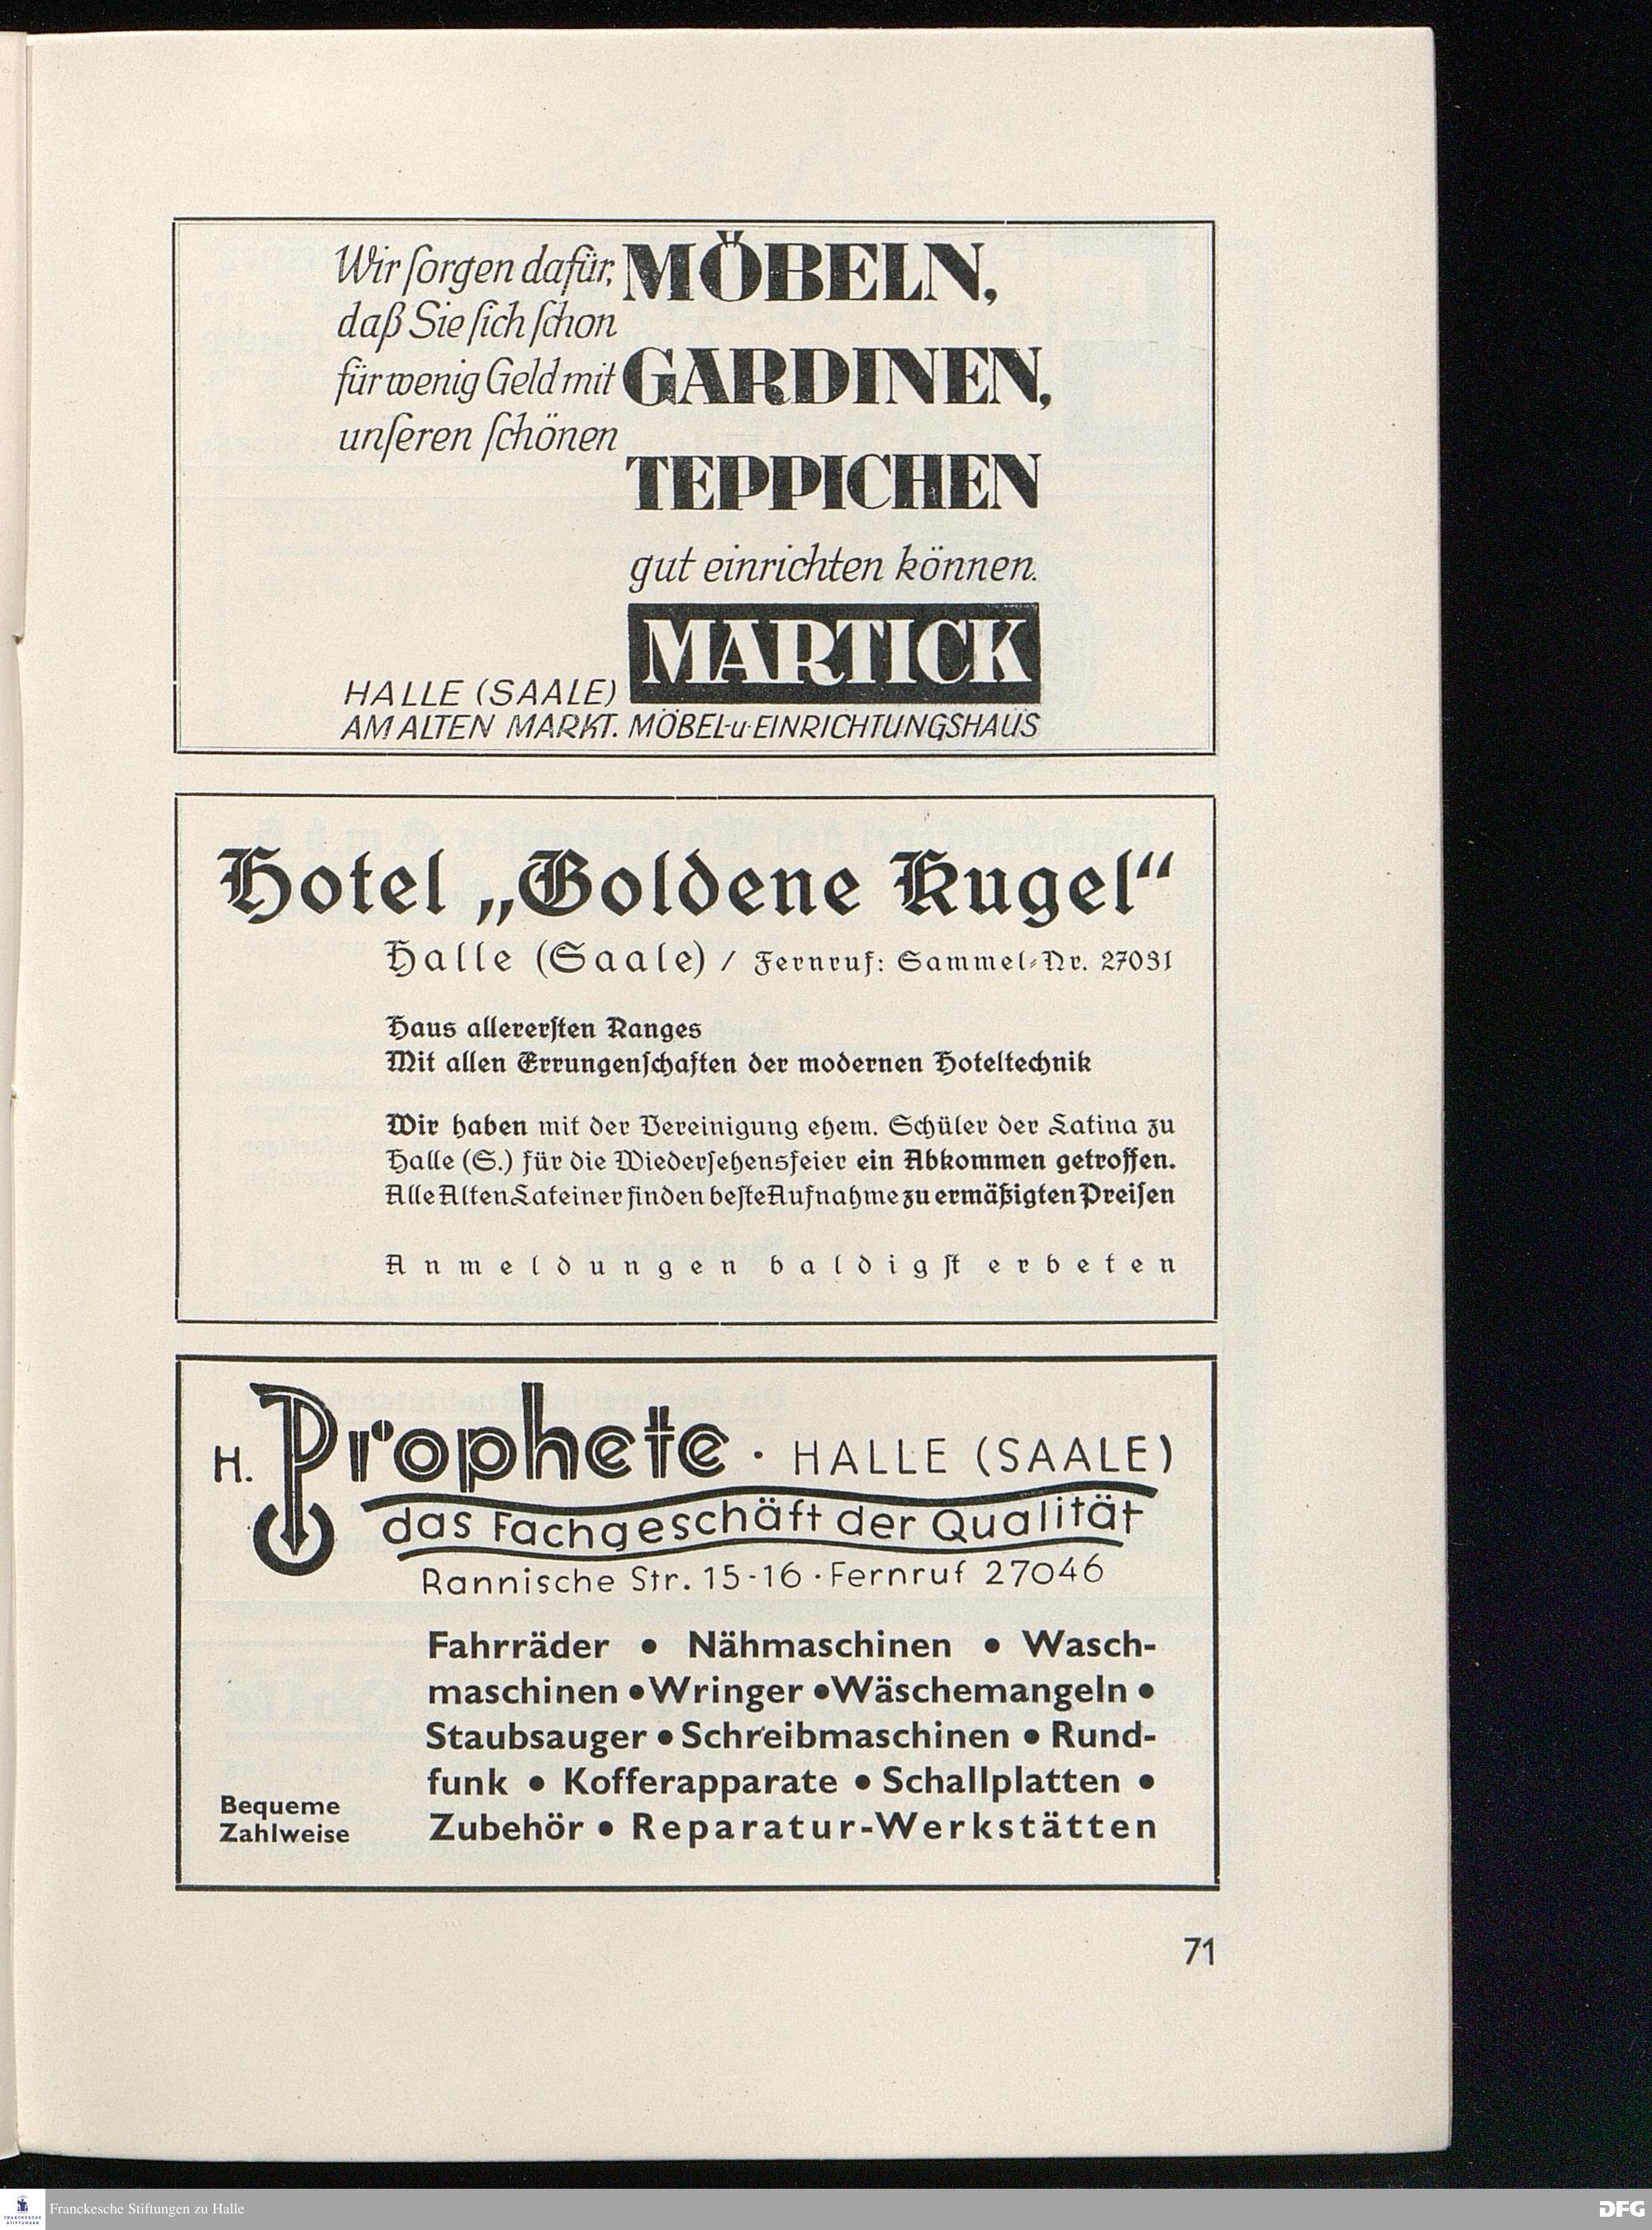 Wir ſorgen dafür,
daß Sie ſich ſchon
für wenig Geld mit
unſeren ſchönen
MÖBELN,
GARDINEN,
TEPPICHEN
gut einrichten können.
MARTICK
HALLE (SAALE)
AM ALTEN MARKT. MÖBEL-u-EINRICHTUNGSHAUS
Hotel „Goldene Kugel“
Halle (Saale) / Fernruf: Sammel-Nr. 27031
Haus allererſten Ranges
Mit allen Errungenſchaften der modernen Hoteltechnik
Wir haben mit der Vereinigung ehem. Schüler der Latina zu
Halle (S.) für die Wiederſehensfeier ein Abkommen getroffen.
Alle Alten Lateiner finden beſte Aufnahme zu ermäßigten Preiſen
Anmeldungen baldigſt erbeten
H. Prophete · HALLE (SAALE)
das Fachgeschäft der Qualität
Rannische Str. 15-16 · Fernruf 27046
Fahrräder • Nähmaschinen • Wasch-
maschinen • Wringer • Wäschemangeln •
Staubsauger • Schreibmaschinen • Rund-
funk • Kofferapparate • Schallplatten •
Zubehör • Reparatur-Werkstätten
Bequeme
Zahlweise
71
Franckesche Stiftungen zu Halle
FRANCKESCHE
STIFTUNGEN
DFG